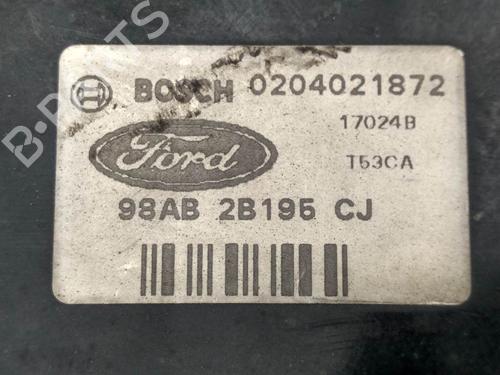 B-PARTS
BOSCH 0204021872
17024B
Ford
T53CA
98AB 2B195 CJ